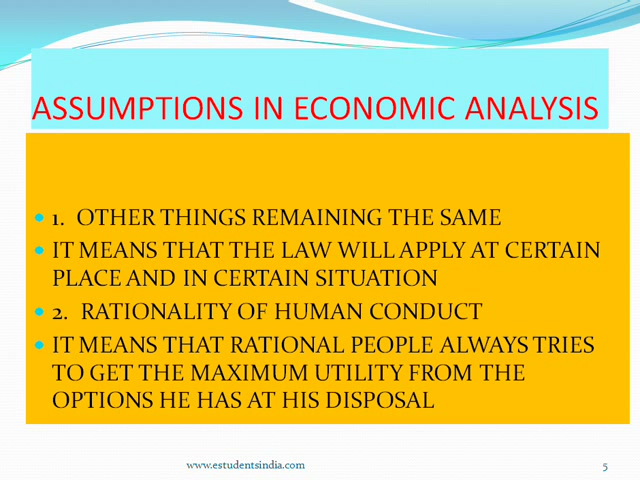 ASSUMPTIONS IN ECONOMIC ANALYSIS
• 1. OTHER THINGS REMAINING THE SAME
• IT MEANS THAT THE LAW WILL APPLY AT CERTAIN
PLACE AND IN CERTAIN SITUATION
• 2. RATIONALITY OF HUMAN CONDUCT
• IT MEANS THAT RATIONAL PEOPLE ALWAYS TRIES
TO GET THE MAXIMUM UTILITY FROM THE
OPTIONS HE HAS AT HIS DISPOSAL
www.estudentsindia.com
5